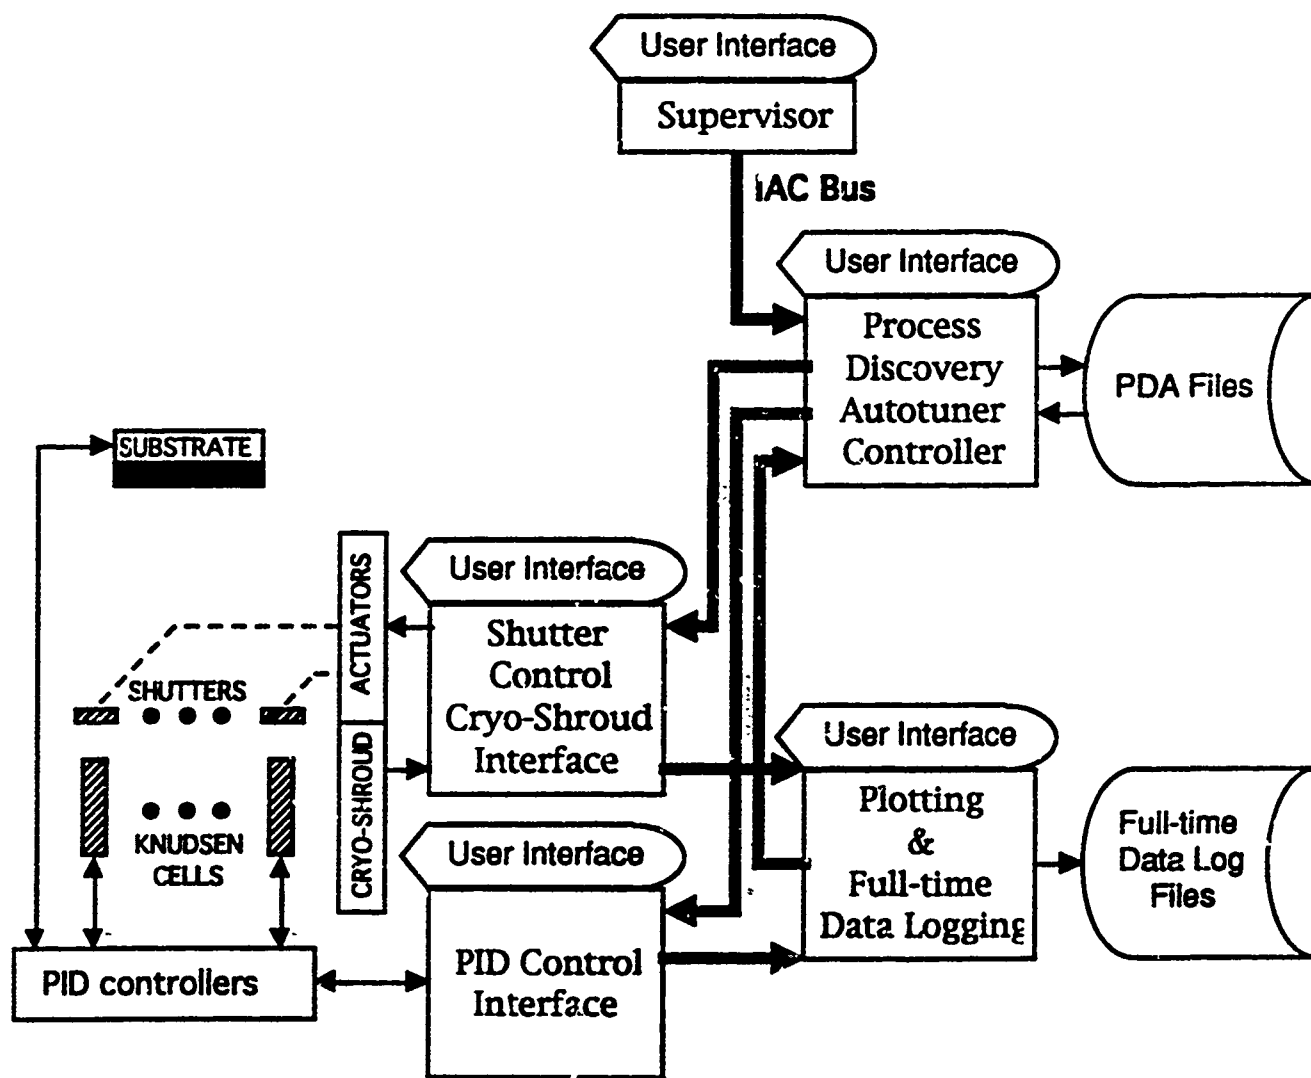 User Interface
Supervisor
IAC Bus
User Interface
Process
Discovery
Autotuner
Controller
PDA Files
SUBSTRATE
ACTUATORS
CRYO-SHROUD
User Interface
Shutter
Control
Cryo-Shroud
Interface
SHUTTERS
KNUDSEN
CELLS
User Interface
Plotting
&
Full-time
Data Logging
Full-time
Data Log
Files
User Interface
PID Control
Interface
PID controllers